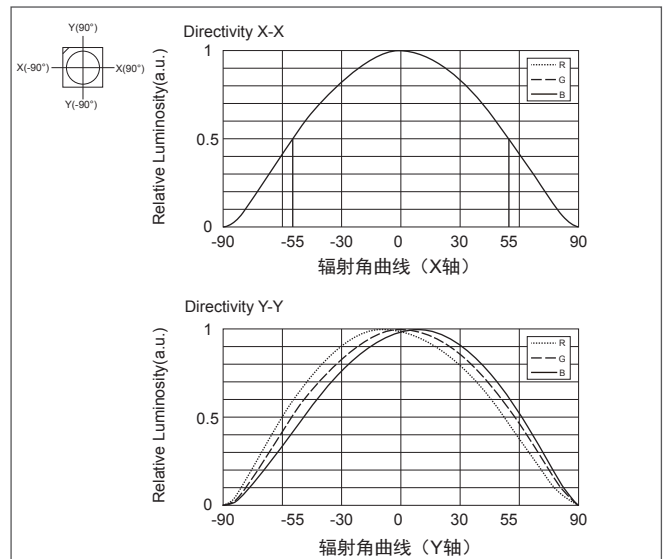 Y(90°)
X(-90°)
X(90°)
Y(-90°)
Directivity X-X
Relative Luminosity(a.u.)
1
0.5
0
R
G
B
-90
-55
-30
0
30
55
90
辐射角曲线（X轴）
Directivity Y-Y
Relative Luminosity(a.u.)
1
0.5
0
R
G
B
-90
-55
-30
0
30
55
90
辐射角曲线（Y轴）